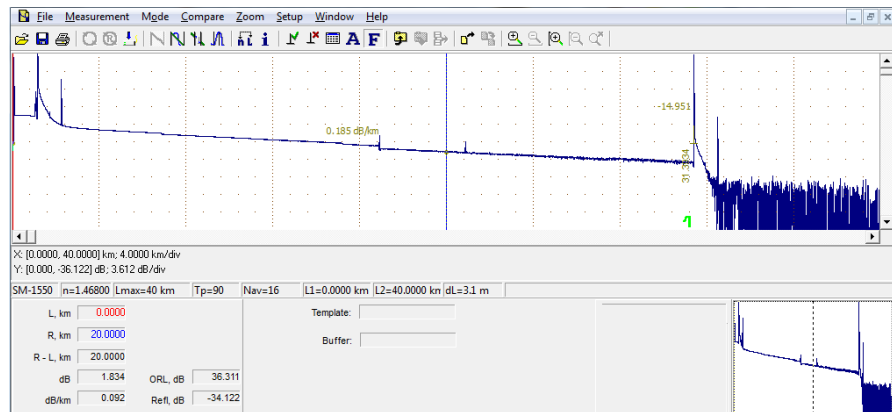 File Measurement Mode Compare Zoom Setup Window Help
A F
-14.951
0.185 dB/km
X: [0.0000, 40.0000] km; 4.0000 km/div
Y: [0.000, -36.122] dB; 3.612 dB/div
SM-1550 n=1.46800 Lmax=40 km Tp=90 Nav=16 L1=0.0000 km L2=40.0000 km dL=3.1 m
L, km 0.0000 Template:
R, km 20.0000 Buffer:
R - L, km 20.0000
dB 1.834 ORL, dB 36.311
dB/km 0.092 Refl, dB -34.122